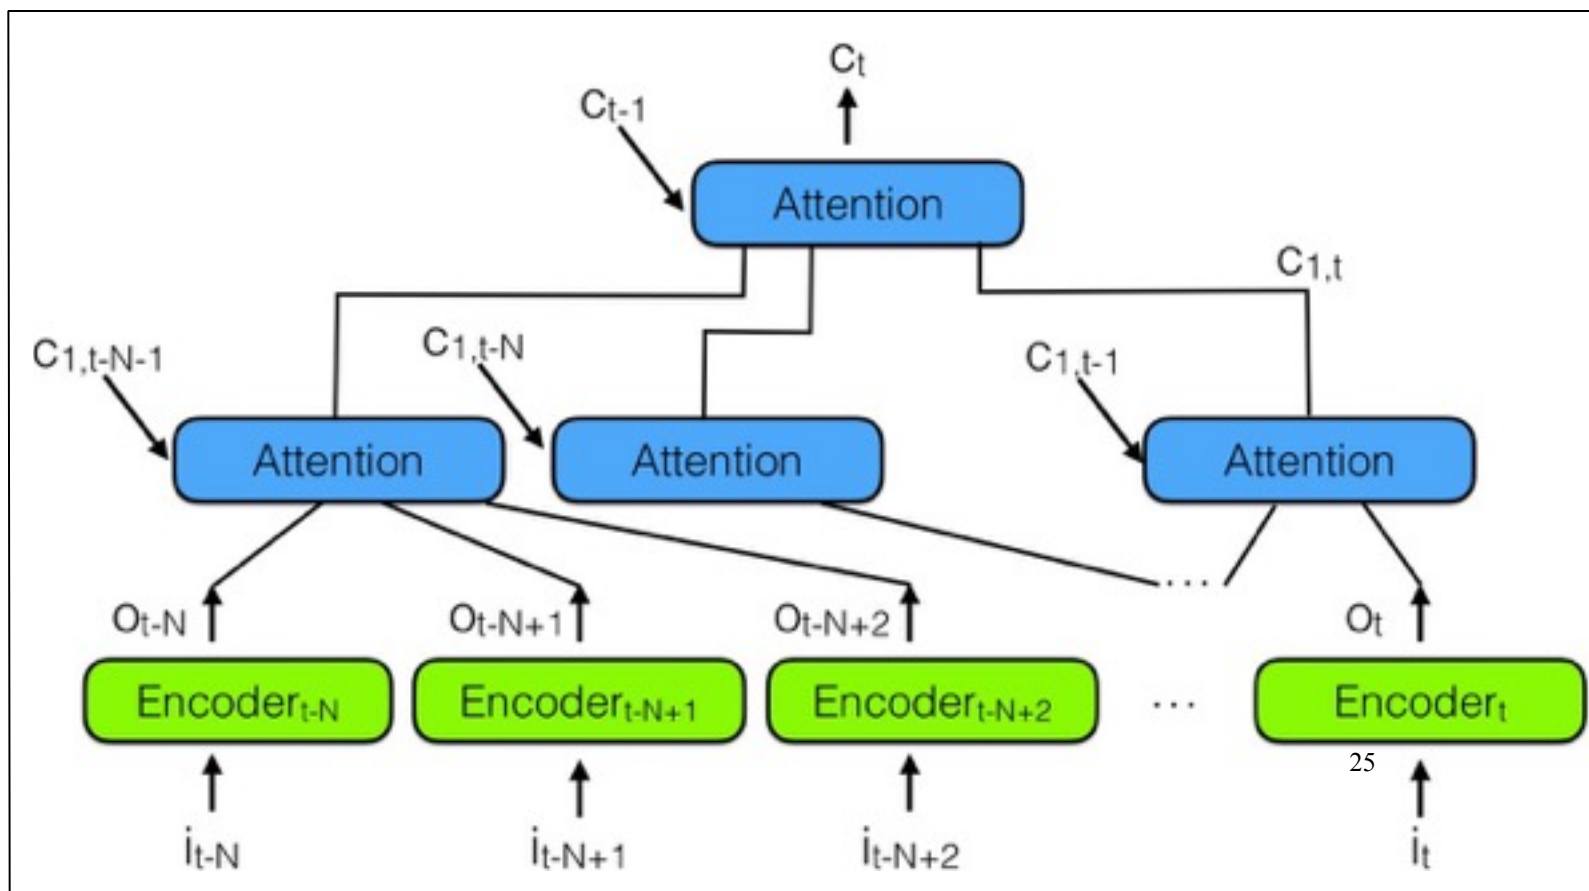 Ct
Ct-1
Attention
C1,t
C1,t-N-1
C1,t-N
C1,t-1
Attention Attention Attention
...
Ot-N Ot-N+1 Ot-N+2 Ot
Encodert-N Encodert-N+1 Encodert-N+2 ... Encodert
25
it-N it-N+1 it-N+2 it